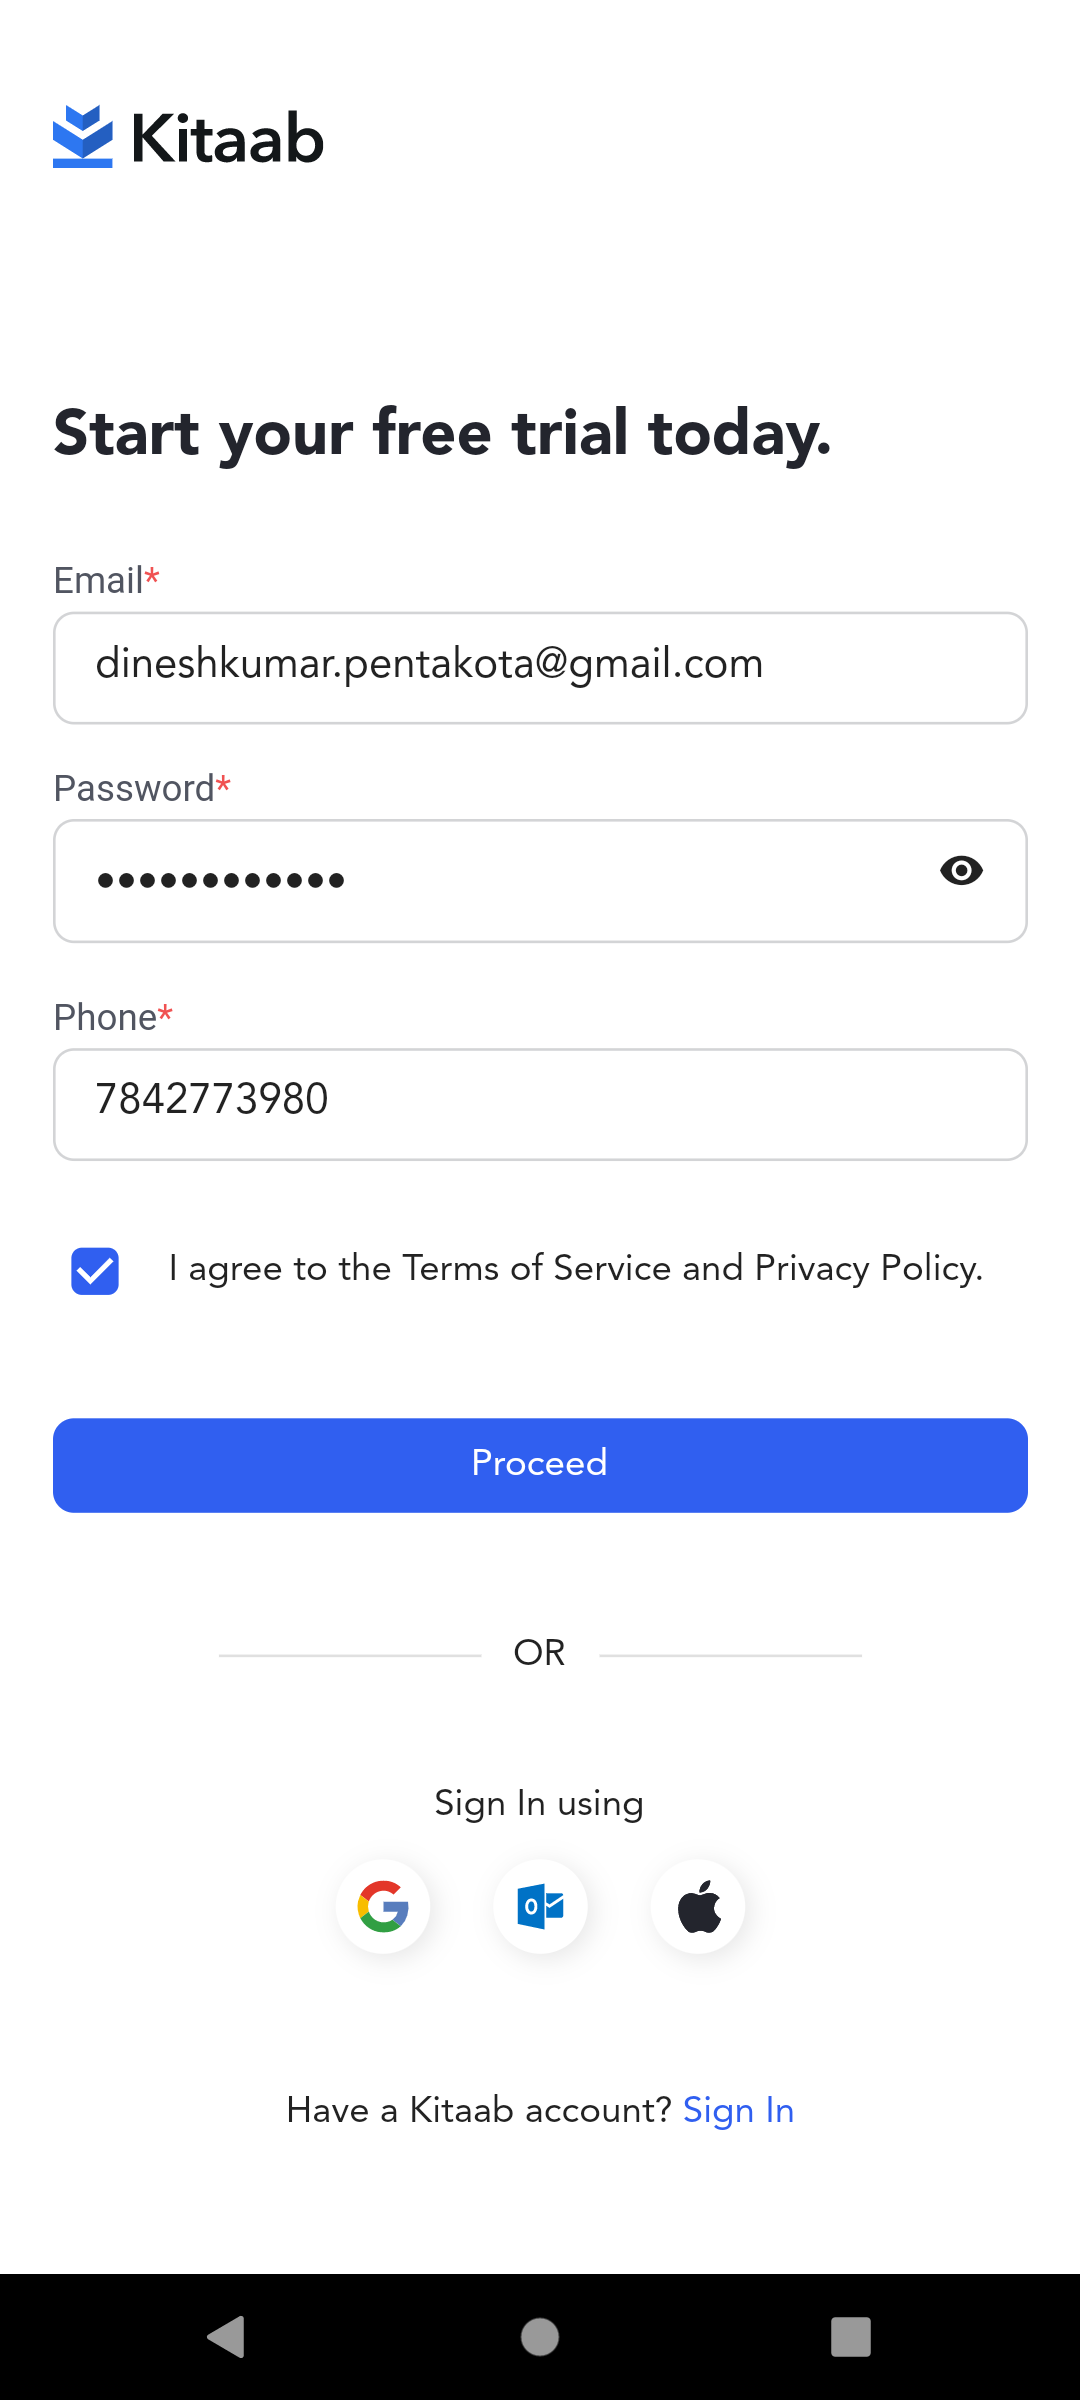 Kitaab
Start your free trial today.
Email*
dineshkumar.pentakota@gmail.com
Password*
••••••••••••
Phone*
7842773980
I agree to the Terms of Service and Privacy Policy.
Proceed
OR
Sign In using
Have a Kitaab account? Sign In